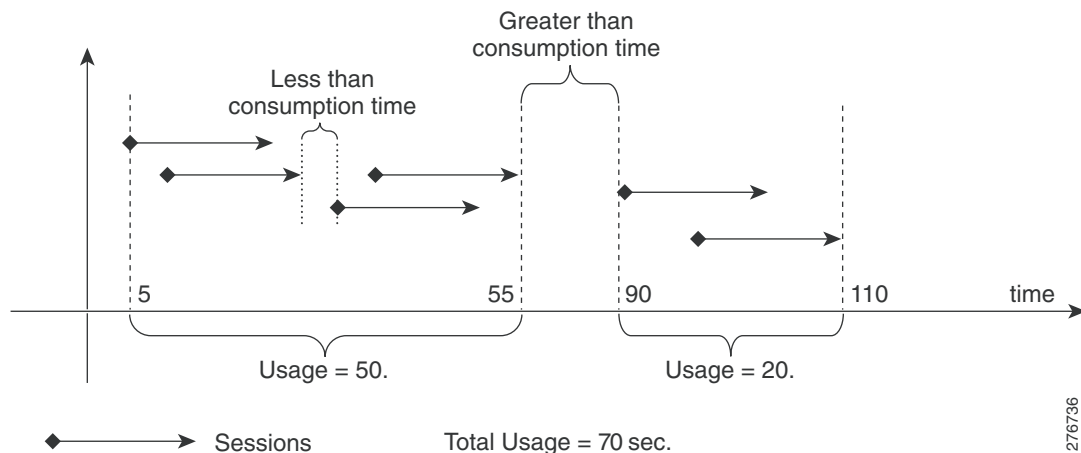 Greater than
consumption time
Less than
consumption time
5
55
90
110
time
Usage = 50.
Usage = 20.
Sessions
Total Usage = 70 sec.
276736